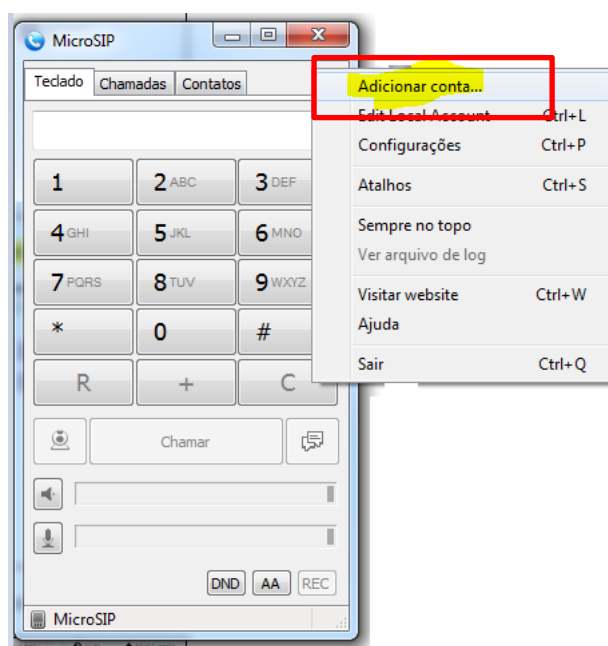 MicroSIP
Teclado Chamadas Contatos
1 2 ABC 3 DEF
4 GHI 5 JKL 6 MNO
7 PQRS 8 TUV 9 WXYZ
* 0 #
R + C
Chamar
DND AA REC
MicroSIP
Adicionar conta...
Edit Local Account Ctrl+L
Configurações Ctrl+P
Atalhos Ctrl+S
Sempre no topo
Ver arquivo de log
Visitar website Ctrl+W
Ajuda
Sair Ctrl+Q